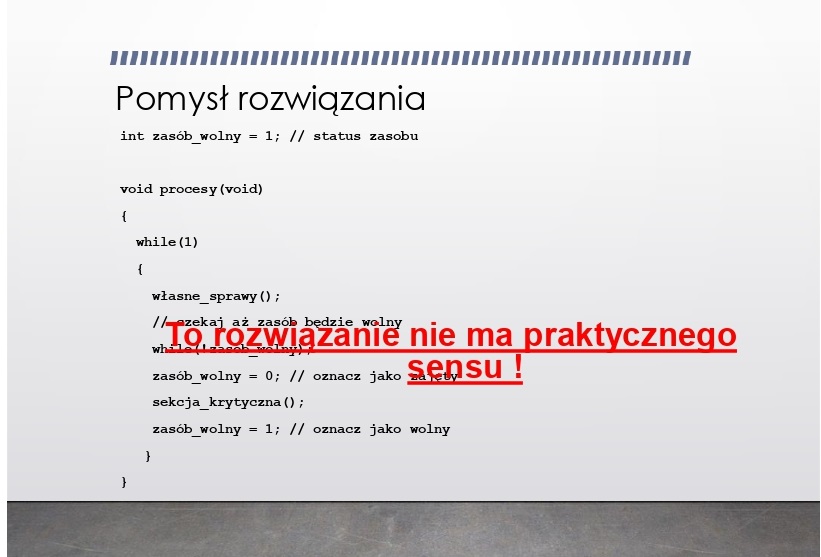 Pomysł rozwiązania
int zasób_wolny = 1; // status zasobu
void procesy(void)
{
while(1)
{
własne_sprawy();
// czekaj aż zasób będzie wolny
while(!zasób_wolny);
zasób_wolny = 0; // oznacz jako zajęty
sekcja_krytyczna();
zasób_wolny = 1; // oznacz jako wolny
}
}
To rozwiązanie nie ma praktycznego
sensu !